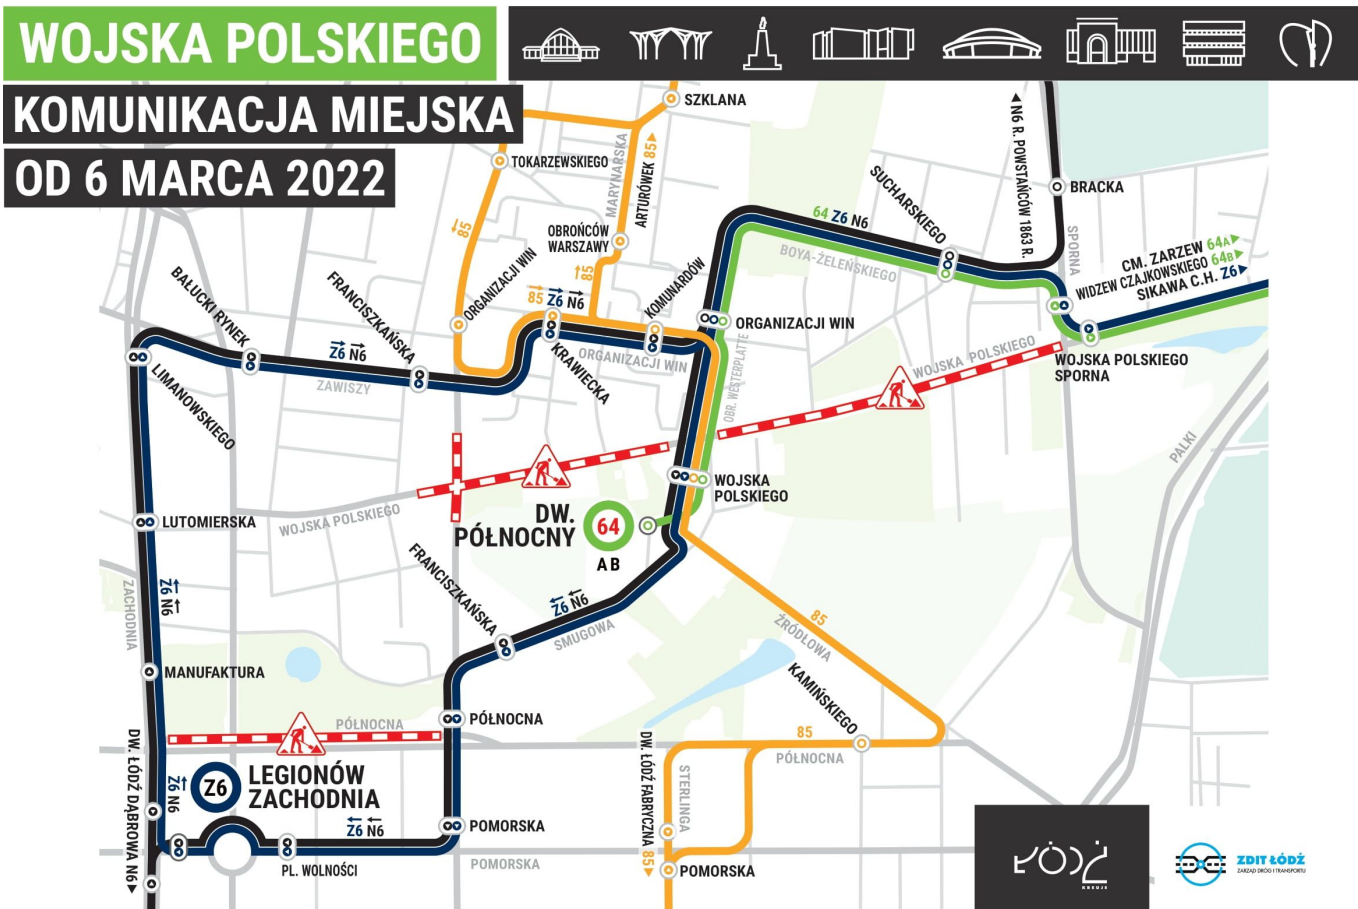 WOJSKA POLSKIEGO
KOMUNIKACJA MIEJSKA
OD 6 MARCA 2022
SZKLANA
TOKARZEWSKIEGO
MARYNARSKA
ARTURÓWEK 85
85
OBROŃCÓW
WARSZAWY
ORGANIZACJI WIN
85
85 Z6 N6
KOMUNARDÓW
64 Z6 N6
BOYA-ŻELEŃSKIEGO
SUCHARSKIEGO
N6 R. POWSTAŃCÓW 1863 R.
BRACKA
SPORNA
CM. ZARZEW 64A
WIDZEW CZAJKOWSKIEGO 64B
SIKAWA C.H. Z6
BAŁUCKI RYNEK
FRANCISZKAŃSKA
Z6 N6
ZAWISZY
LIMANOWSKIEGO
KRAWIECKA
ORGANIZACJI WIN
ORGANIZACJI WIN
OBR. WESTERPLATTE
WOJSKA POLSKIEGO
WOJSKA POLSKIEGO
SPORNA
PALKI
WOJSKA
POLSKIEGO
LUTOMIERSKA
WOJSKA POLSKIEGO
DW.
PÓŁNOCNY
64
A B
FRANCISZKAŃSKA
Z6 N6
SMUGOWA
ZACHODNIA
Z6 N6
85
ŹRÓDŁOWA
MANUFAKTURA
KAMIŃSKIEGO
PÓŁNOCNA
PÓŁNOCNA
85
PÓŁNOCNA
DW. ŁÓDŹ DĄBROWA N6
Z6 N6
Z6
LEGIONÓW
ZACHODNIA
Z6 N6
POMORSKA
PL. WOLNOŚCI
POMORSKA
DW. ŁÓDŹ FABRYCZNA 85
STERLINGA
POMORSKA
KREUJE
ZDIT ŁÓDŹ
ZARZĄD DRÓG I TRANSPORTU